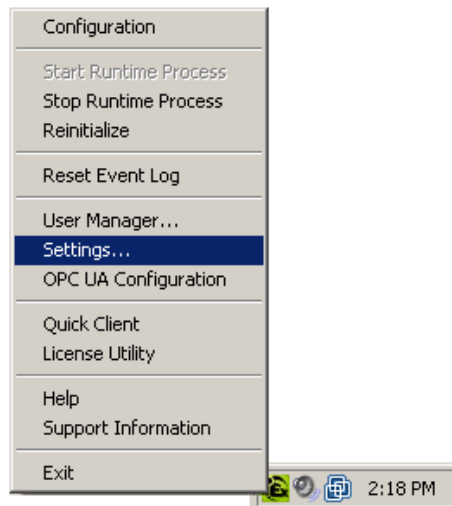 Configuration
Start Runtime Process
Stop Runtime Process
Reinitialize
Reset Event Log
User Manager...
Settings...
OPC UA Configuration
Quick Client
License Utility
Help
Support Information
Exit
2:18 PM